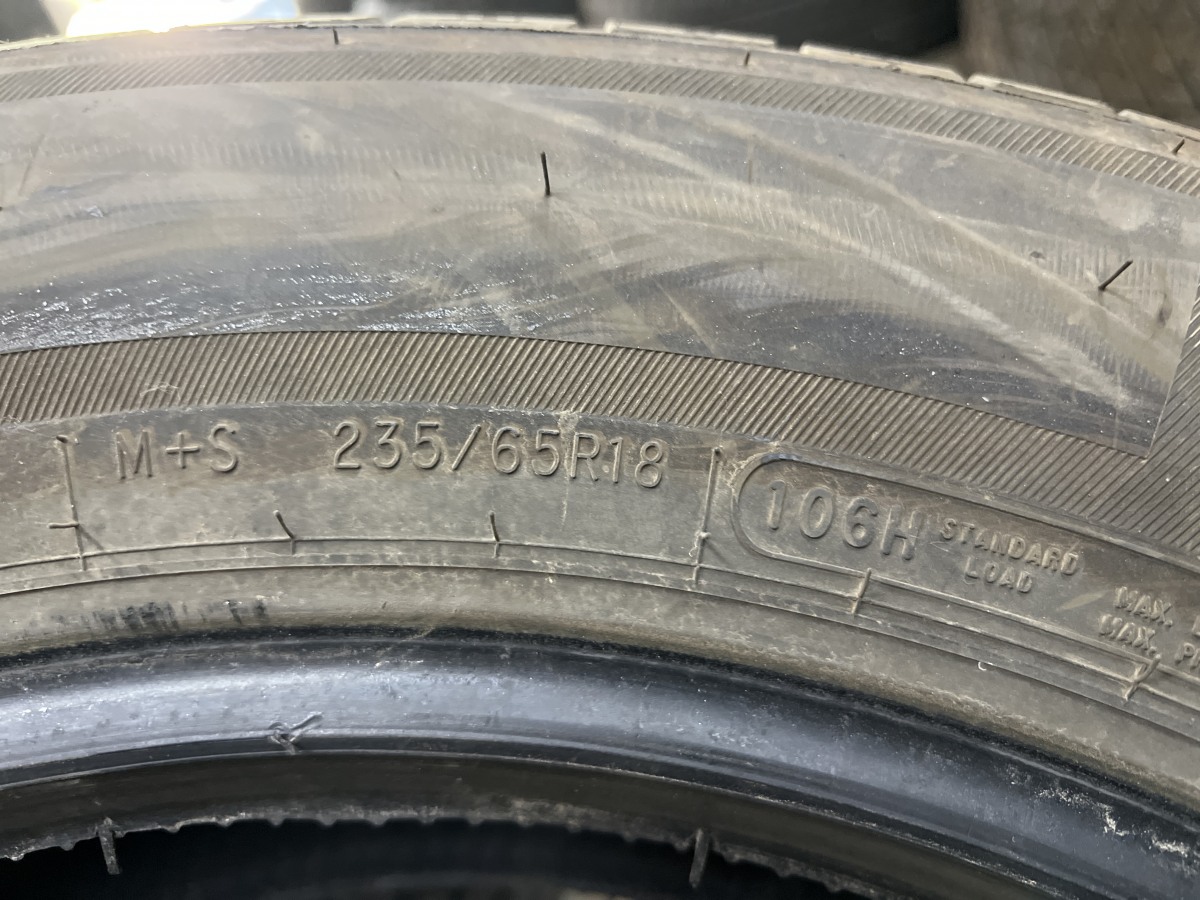 M+S 235/65R18
106H STANDARD
LOAD
MAX.
MAX.